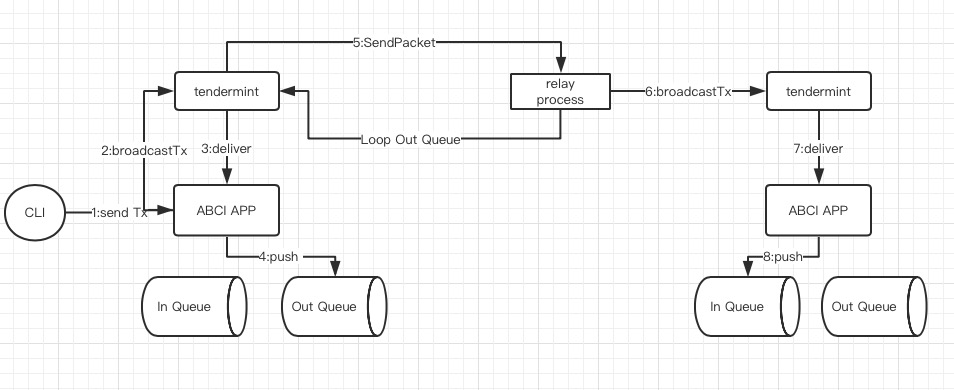 5:SendPacket
tendermint
relay
process
6:broadcastTx
tendermint
Loop Out Queue
2:broadcastTx
3:deliver
7:deliver
CLI
1:send Tx
ABCI APP
ABCI APP
4:push
8:push
In Queue
Out Queue
In Queue
Out Queue